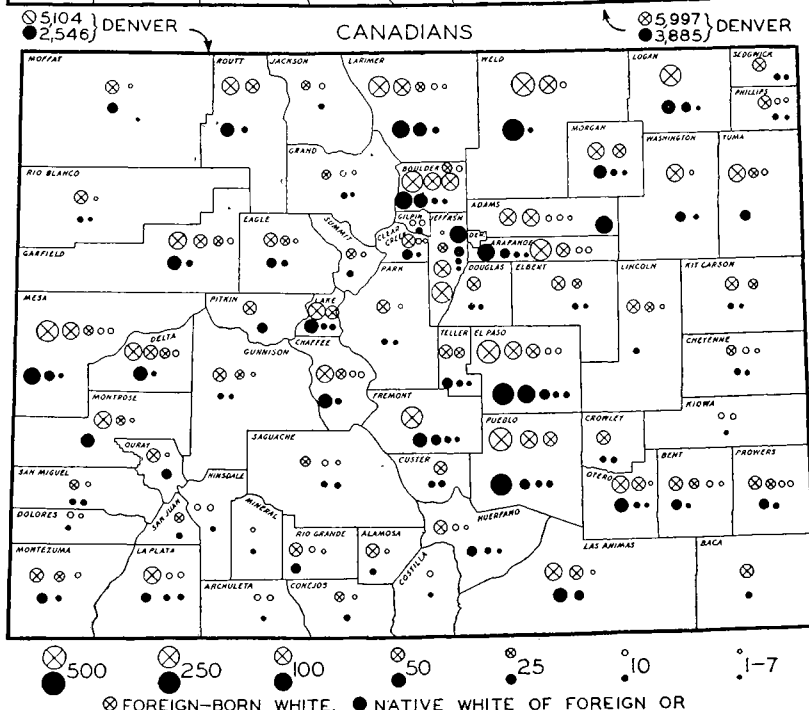 5,104 } DENVER
2,546
CANADIANS
5,997 } DENVER
3,885
MOFFAT
ROUTT
JACKSON
LARIMER
WELD
LOGAN
SEDGWICK
PHILLIPS
MORGAN
WASHINGTON
YUMA
GRAND
BOULDER
RIO BLANCO
GILPIN
JEFFRSN
ADAMS
CLEAR CREEK
DEN
ARAPAHOE
EAGLE
SUMMIT
GARFIELD
PARK
DOUGLAS
ELBERT
LINCOLN
KIT CARSON
MESA
PITKIN
LAKE
DELTA
CHAFFEE
TELLER
EL PASO
CHEYENNE
GUNNISON
MONTROSE
FREMONT
KIOWA
OURAY
SAGUACHE
PUEBLO
CROWLEY
CUSTER
SAN MIGUEL
HINSDALE
OTERO
BENT
PROWERS
DOLORES
SAN JUAN
MINERAL
HUERFANO
RIO GRANDE
ALAMOSA
MONTEZUMA
LA PLATA
COSTILLA
LAS ANIMAS
BACA
ARCHULETA
CONEJOS
500 250 100 50 25 10 1-7
FOREIGN-BORN WHITE. NATIVE WHITE OF FOREIGN OR